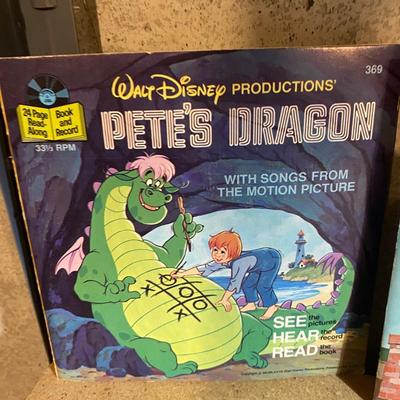 369
WALT DISNEY PRODUCTIONS'
PETE'S DRAGON
24 Page
Read-
Along
Book
and
Record
33⅓ RPM
WITH SONGS FROM
THE MOTION PICTURE
X O O
X
SEE the pictures
HEAR the record
READ the book